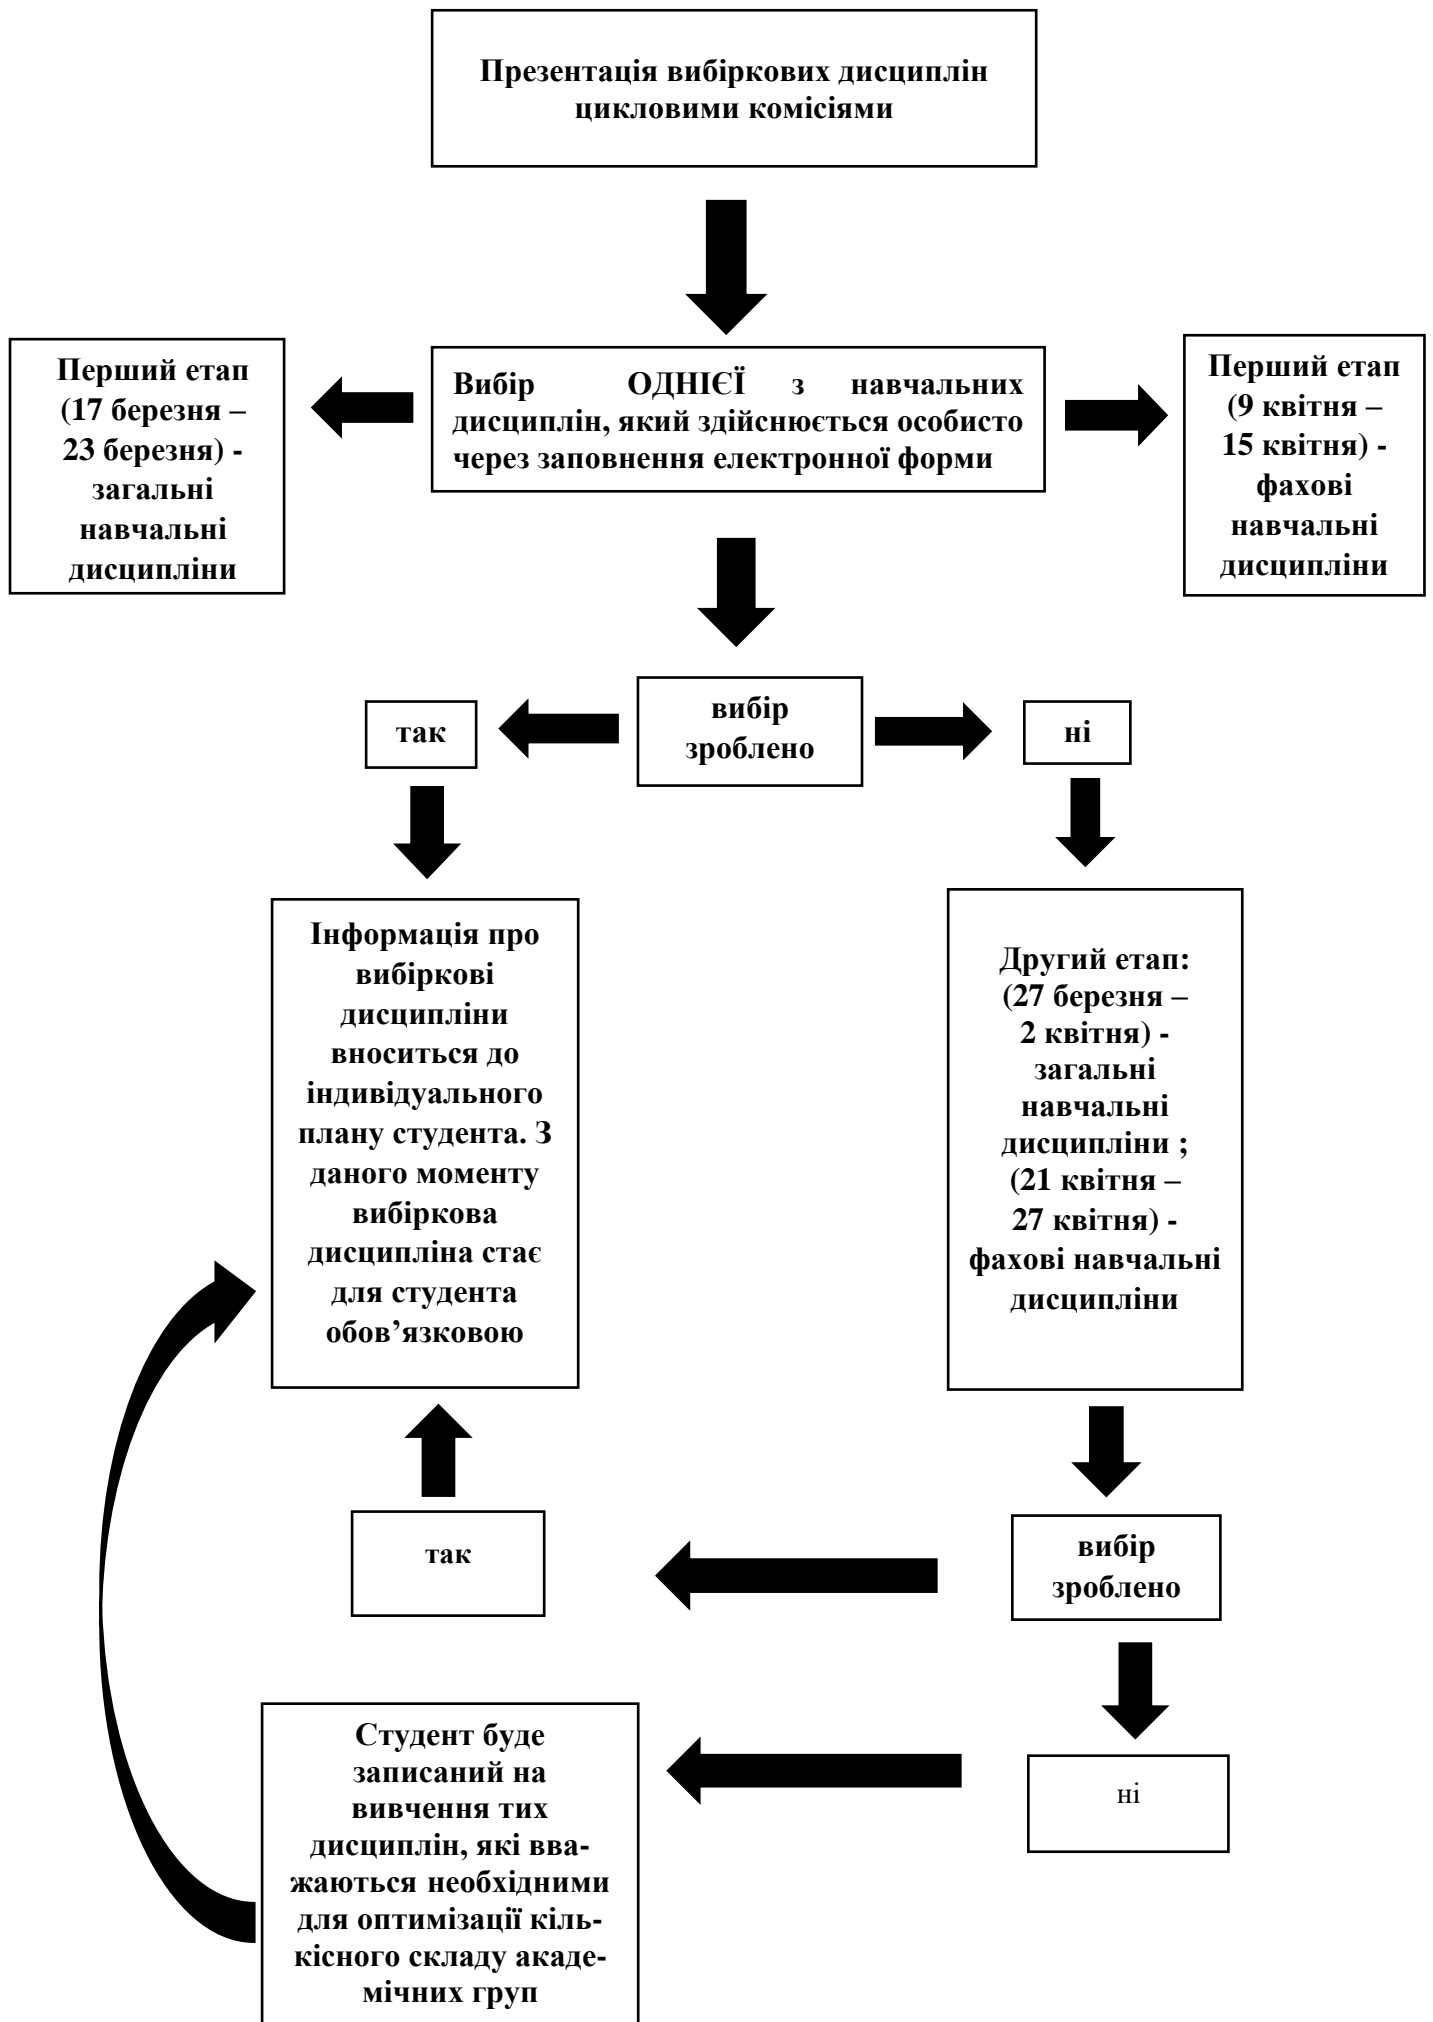 Презентація вибіркових дисциплін
цикловими комісіями
Перший етап
(17 березня –
23 березня) -
загальні
навчальні
дисципліни
Вибір ОДНІЄЇ з навчальних
дисциплін, який здійснюється особисто
через заповнення електронної форми
Перший етап
(9 квітня –
15 квітня) -
фахові
навчальні
дисципліни
так
вибір
зроблено
ні
Інформація про
вибіркові
дисципліни
вноситься до
індивідуального
плану студента. З
даного моменту
вибіркова
дисципліна стає
для студента
обов’язковою
Другий етап:
(27 березня –
2 квітня) -
загальні
навчальні
дисципліни ;
(21 квітня –
27 квітня) -
фахові навчальні
дисципліни
так
вибір
зроблено
Студент буде
записаний на
вивчення тих
дисциплін, які вва-
жаються необхідними
для оптимізації кіль-
кісного складу акаде-
мічних груп
ні